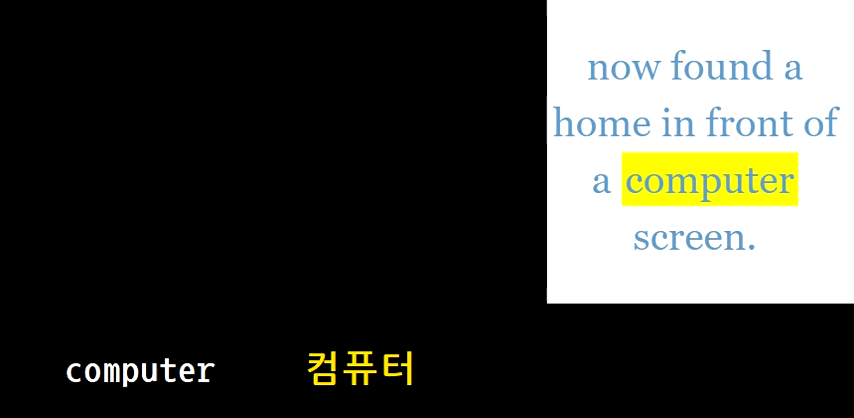 now found a
home in front of
a computer
screen.
computer 컴퓨터